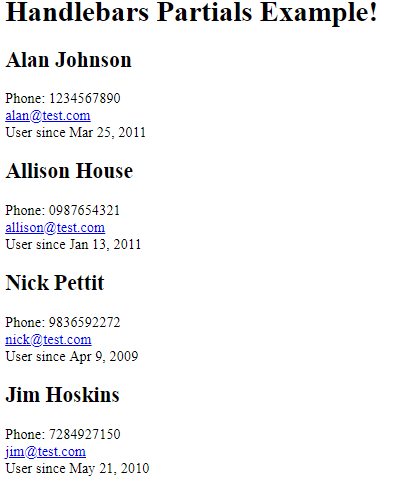 Handlebars Partials Example!
Alan Johnson
Phone: 1234567890
alan@test.com
User since Mar 25, 2011
Allison House
Phone: 0987654321
allison@test.com
User since Jan 13, 2011
Nick Pettit
Phone: 9836592272
nick@test.com
User since Apr 9, 2009
Jim Hoskins
Phone: 7284927150
jim@test.com
User since May 21, 2010